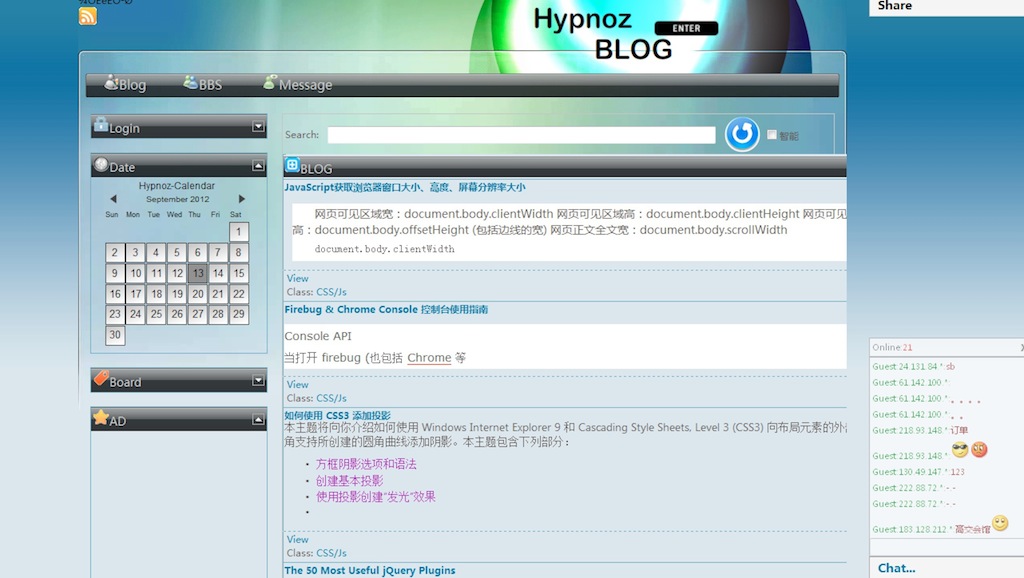 Share
Hypnoz
ENTER
BLOG
Blog
BBS
Message
Login
Date
Hypnoz-Calendar
September 2012
Sun Mon Tue Wed Thu Fri Sat
1
2 3 4 5 6 7 8
9 10 11 12 13 14 15
16 17 18 19 20 21 22
23 24 25 26 27 28 29
30
Board
AD
Search:
智能
BLOG
JavaScript获取浏览器窗口大小、高度、屏幕分辨率大小
网页可见区域宽：document.body.clientWidth 网页可见区域高：document.body.clientHeight 网页可见
高：document.body.offsetHeight (包括边线的宽) 网页正文全文宽：document.body.scrollWidth
document.body.clientWidth
View
Class: CSS/Js
Firebug & Chrome Console 控制台使用指南
Console API
当打开 firebug (也包括 Chrome 等
View
Class: CSS/Js
如何使用 CSS3 添加投影
本主题将向你介绍如何使用 Windows Internet Explorer 9 和 Cascading Style Sheets, Level 3 (CSS3) 向布局元素的外
角支持所创建的圆角曲线添加阴影。本主题包含下列部分：
• 方框阴影选项和语法
• 创建基本投影
• 使用投影创建“发光”效果
•
View
Class: CSS/Js
The 50 Most Useful jQuery Plugins
Online:21
Guest:24.131.84.*:sb
Guest:61.142.100.*:
Guest:61.142.100.*:。。。。
Guest:61.142.100.*:。。
Guest:218.93.148.*:订单
Guest:218.93.148.*:
Guest:130.49.147.*:123
Guest:222.88.72.*:- -
Guest:222.88.72.*:- -
Guest:183.128.212.*:高交会馆
Chat...